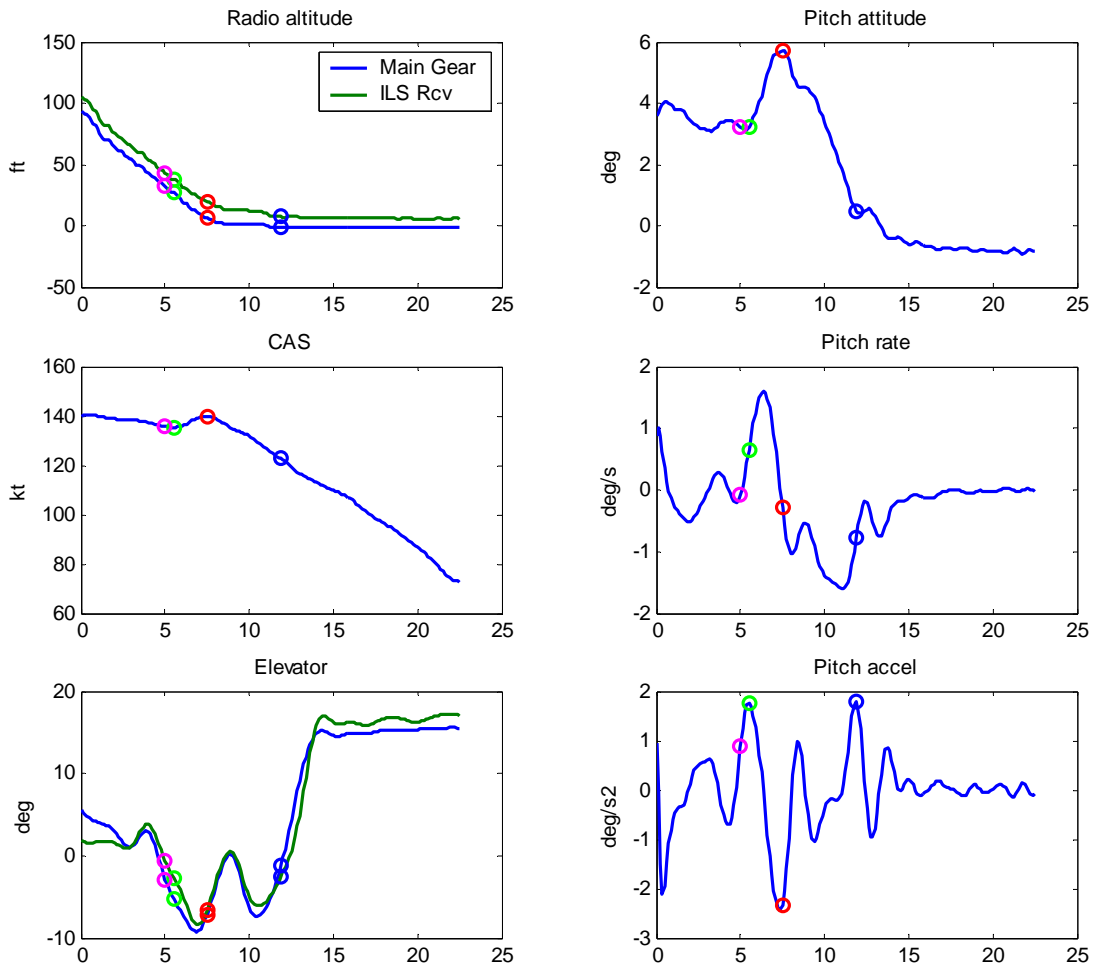 Radio altitude
150
100
50
0
-50
ft
Main Gear
ILS Rcv
0 5 10 15 20 25
Pitch attitude
6
4
2
0
-2
deg
0 5 10 15 20 25
CAS
160
140
120
100
80
60
kt
0 5 10 15 20 25
Pitch rate
2
1
0
-1
-2
deg/s
0 5 10 15 20 25
Elevator
20
10
0
-10
deg
0 5 10 15 20 25
Pitch accel
2
1
0
-1
-2
-3
deg/s2
0 5 10 15 20 25